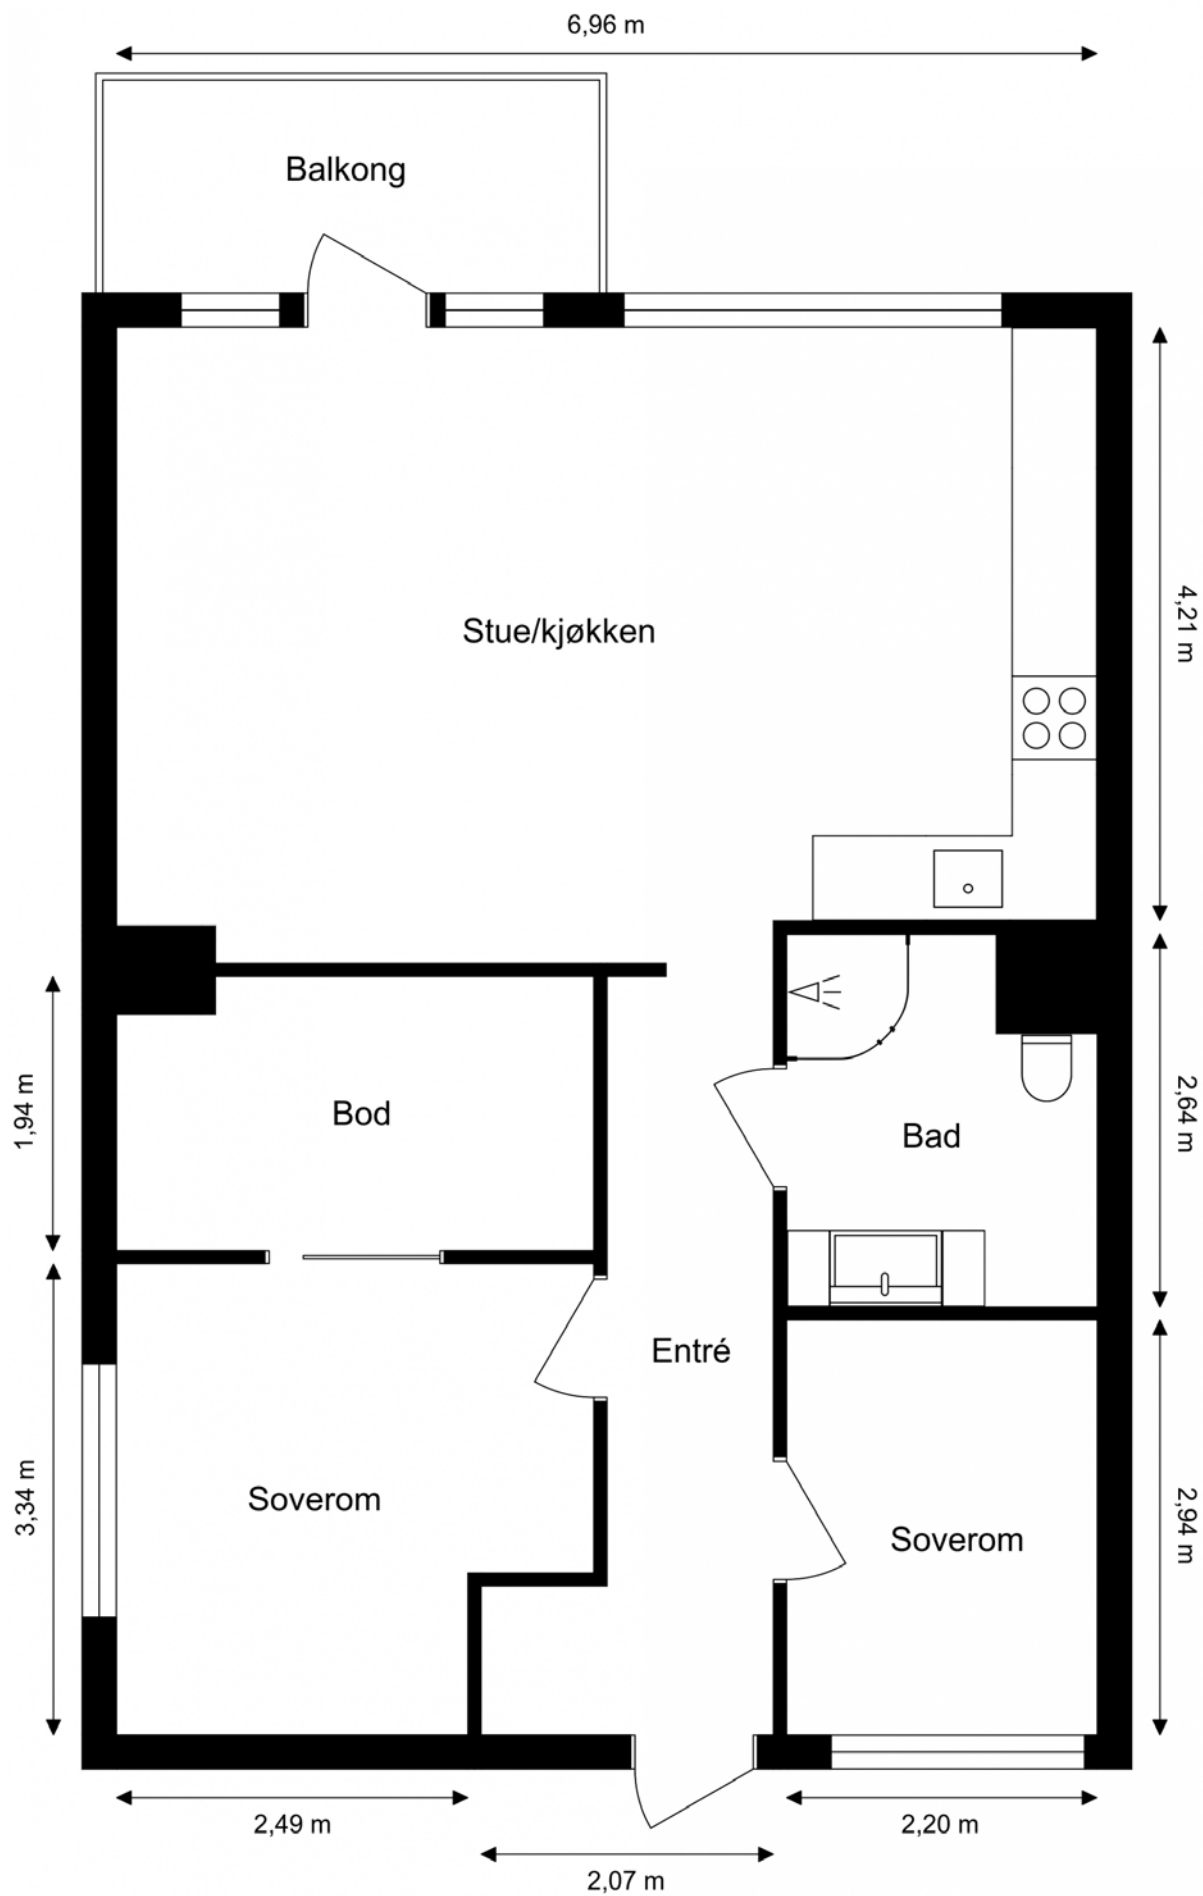 6,96 m
Balkong
Stue/kjøkken
4,21 m
1,94 m
Bod
Bad
2,64 m
Entré
3,34 m
Soverom
Soverom
2,94 m
2,49 m
2,20 m
2,07 m